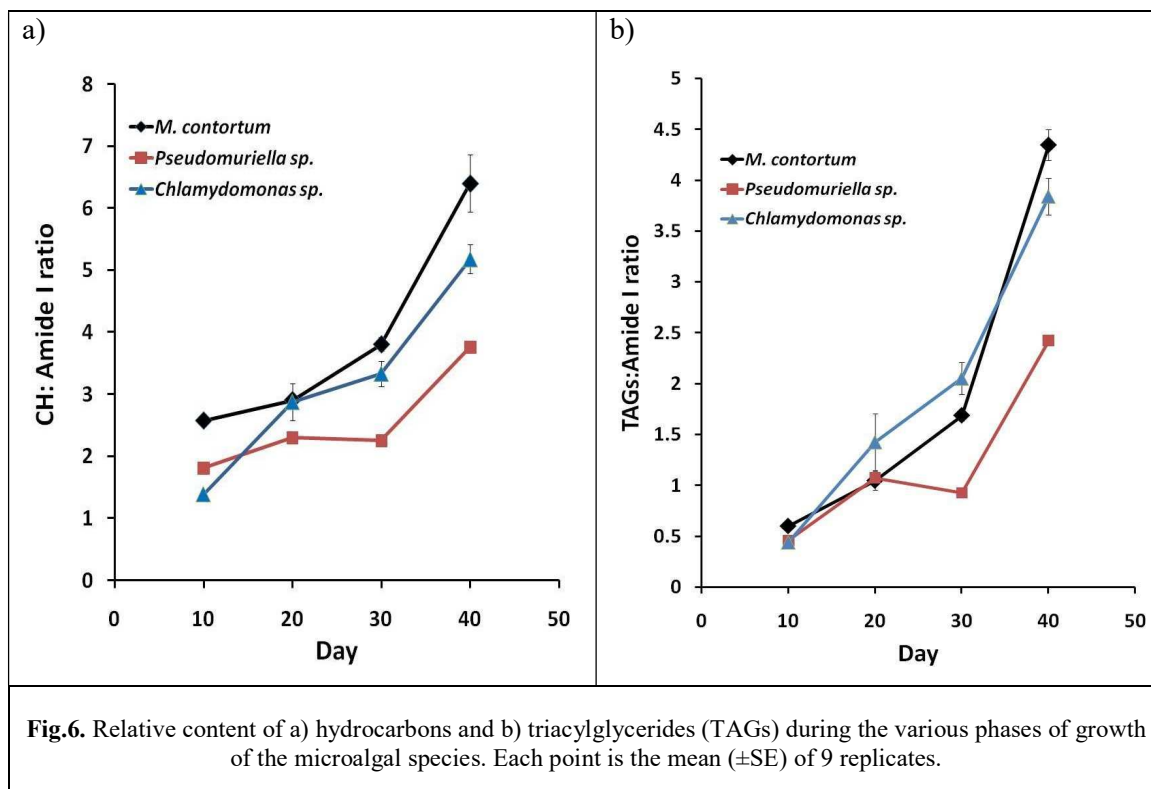 a)
CH: Amide I ratio
8
7
6
5
4
3
2
1
0
M. contortum
Pseudomuriella sp.
Chlamydomonas sp.
0 10 20 30 40 50
Day
b)
TAGs:Amide I ratio
5
4.5
4
3.5
3
2.5
2
1.5
1
0.5
0
M. contortum
Pseudomuriella sp.
Chlamydomonas sp.
0 10 20 30 40 50
Day
Fig.6. Relative content of a) hydrocarbons and b) triacylglycerides (TAGs) during the various phases of growth
of the microalgal species. Each point is the mean (±SE) of 9 replicates.